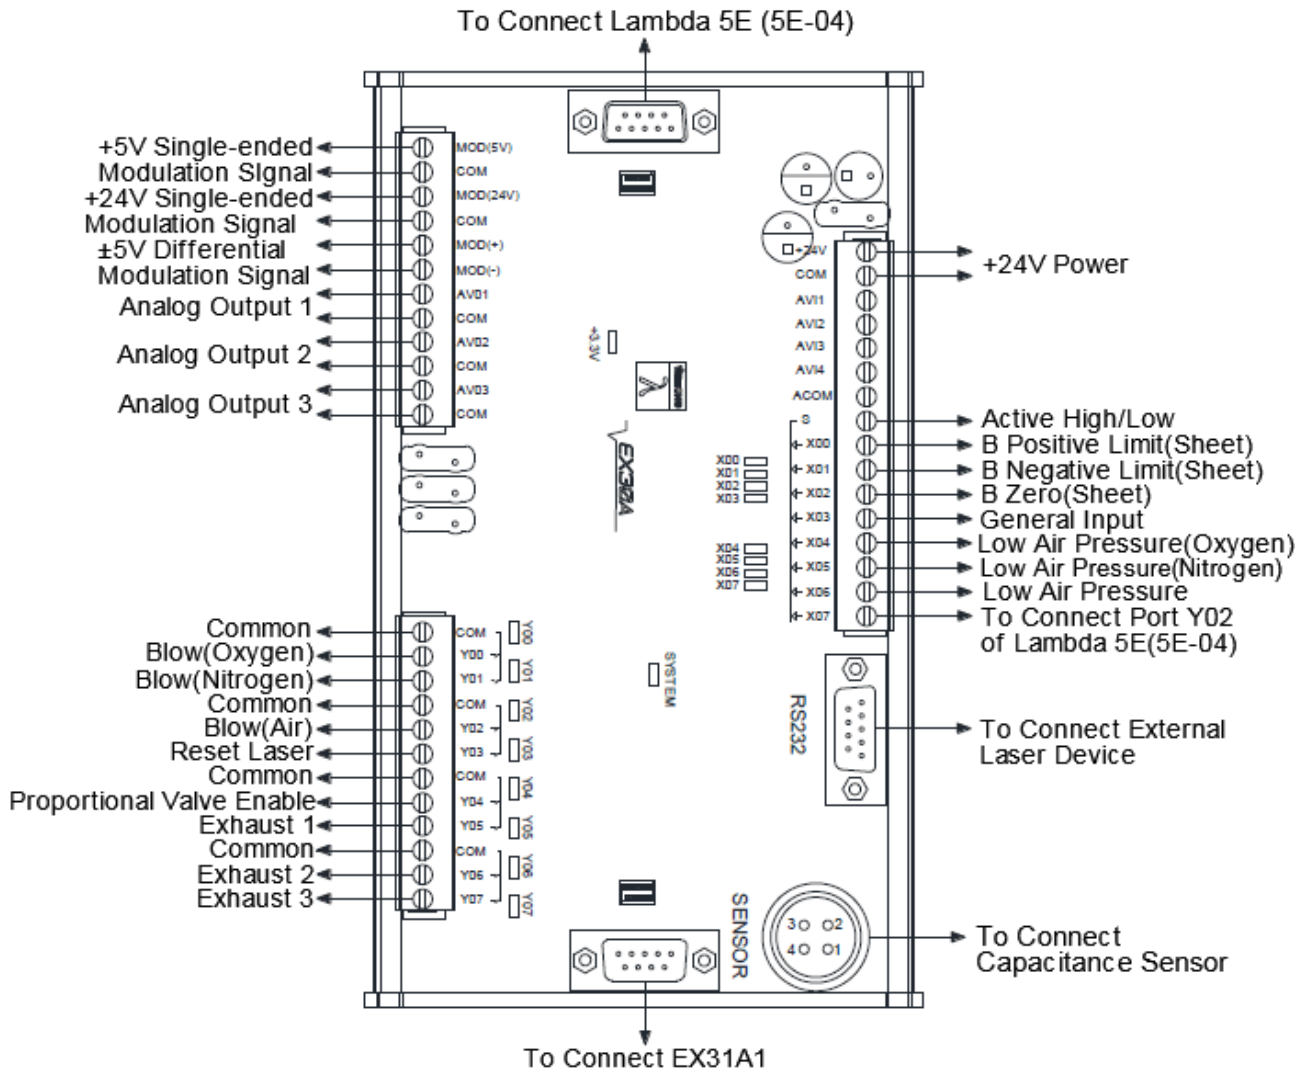 To Connect Lambda 5E (5E-04)
+5V Single-ended
Modulation SIgnal
+24V Single-ended
Modulation Signal
±5V Differential
Modulation Signal
Analog Output 1
Analog Output 2
Analog Output 3
MOD(5V)
COM
MOD(24V)
COM
MOD(+)
MOD(-)
AV01
COM
AV02
COM
AV03
COM
+3.3V
EX30A
+24V
COM
AVI1
AVI2
AVI3
AVI4
ACOM
S
X00
X01
X02
X03
X04
X05
X06
X07
+24V Power
Active High/Low
B Positive Limit(Sheet)
B Negative Limit(Sheet)
B Zero(Sheet)
General Input
Low Air Pressure(Oxygen)
Low Air Pressure(Nitrogen)
Low Air Pressure
To Connect Port Y02
of Lambda 5E(5E-04)
X00
X01
X02
X03
X04
X05
X06
X07
Common
Blow(Oxygen)
Blow(Nitrogen)
Common
Blow(Air)
Reset Laser
Common
Proportional Valve Enable
Exhaust 1
Common
Exhaust 2
Exhaust 3
COM
Y00
Y01
COM
Y02
Y03
COM
Y04
Y05
COM
Y06
Y07
Y00
Y01
Y02
Y03
Y04
Y05
Y06
Y07
SYSTEM
RS232
To Connect External
Laser Device
SENSOR
3 2
4 1
To Connect
Capacitance Sensor
To Connect EX31A1